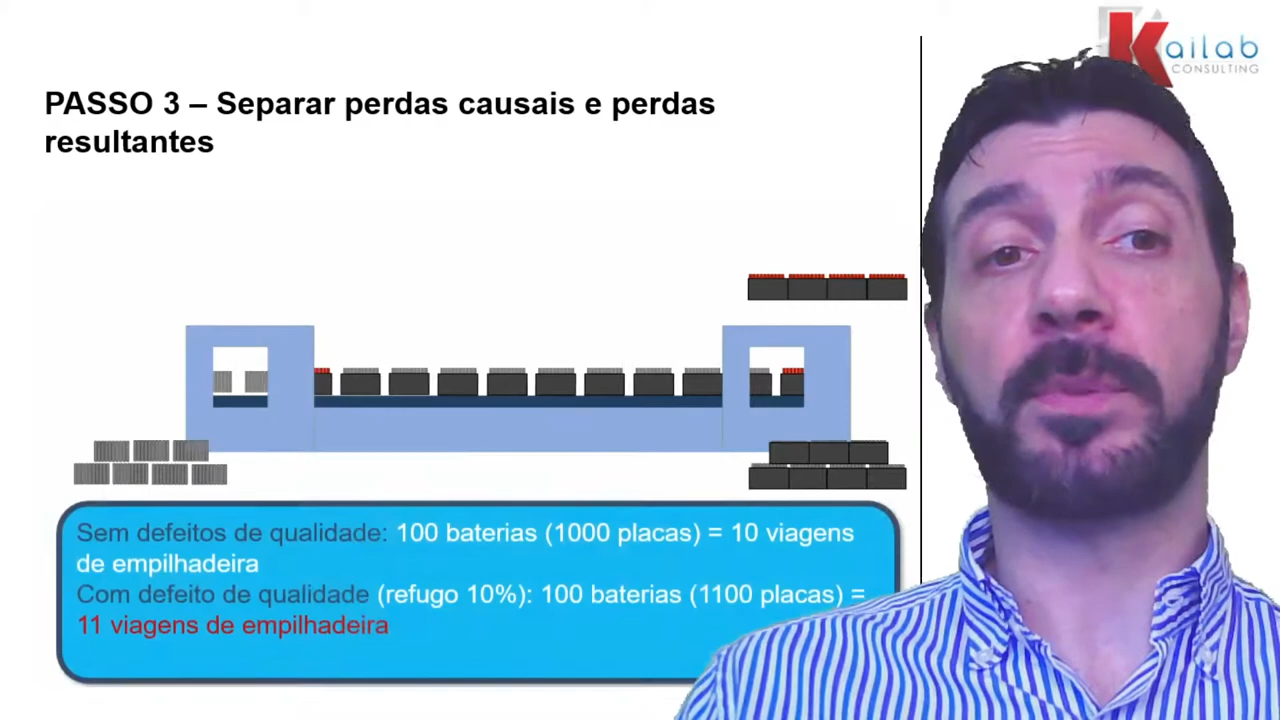 Kailab
CONSULTING
PASSO 3 – Separar perdas causais e perdas
resultantes
Sem defeitos de qualidade: 100 baterias (1000 placas) = 10 viagens
de empilhadeira
Com defeito de qualidade (refugo 10%): 100 baterias (1100 placas) =
11 viagens de empilhadeira